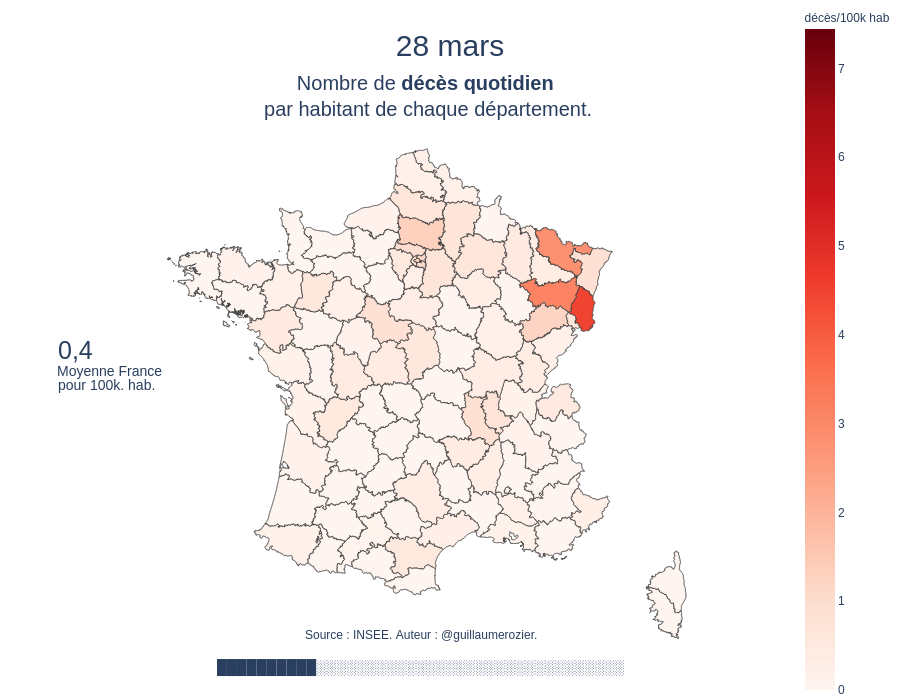 décès/100k hab
28 mars
Nombre de décès quotidien
par habitant de chaque département.
7
6
5
4
3
2
1
0
0,4
Moyenne France
pour 100k. hab.
Source : INSEE. Auteur : @guillaumerozier.